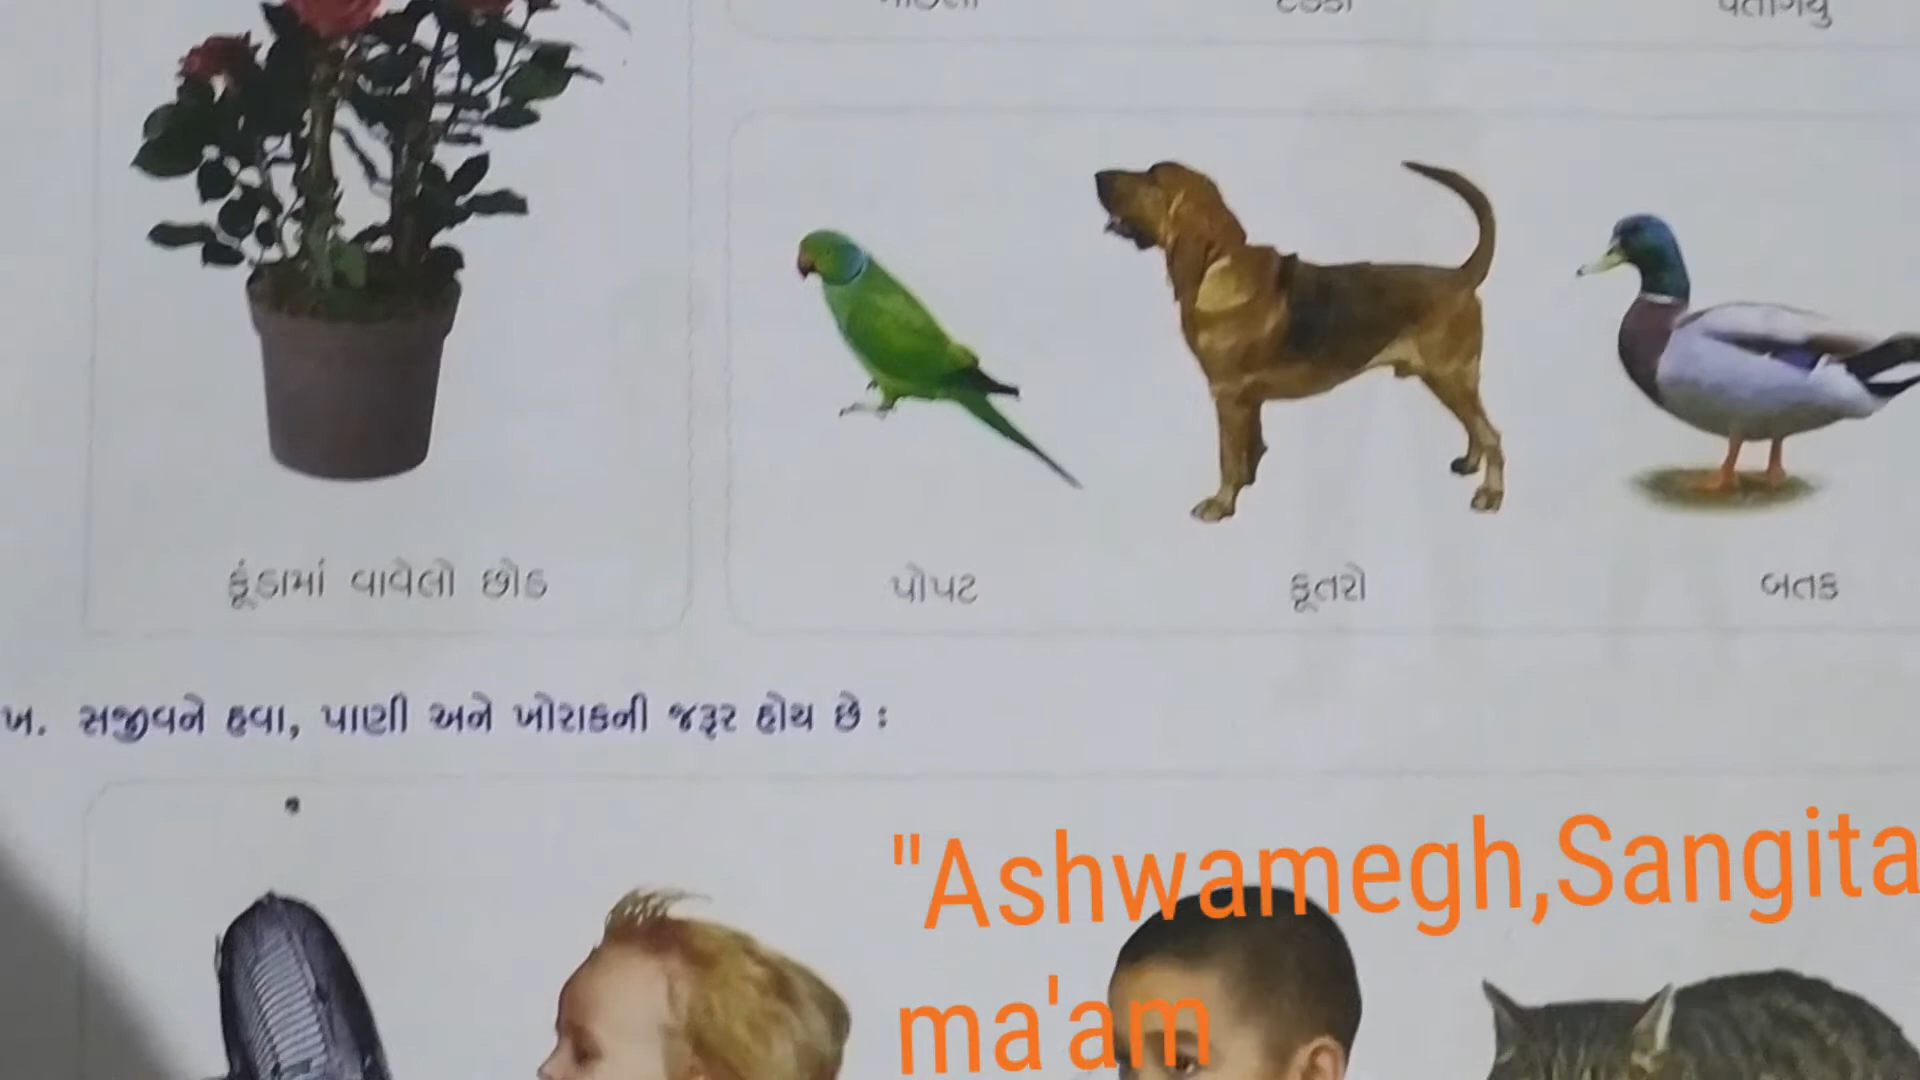 કૂંડામાં વાવેલો છોડ
પોપટ કૂતરો બતક
ખ. સજીવને હવા, પાણી અને ખોરાકની જરૂર હોય છે :
"Ashwamegh,Sangita
ma'am